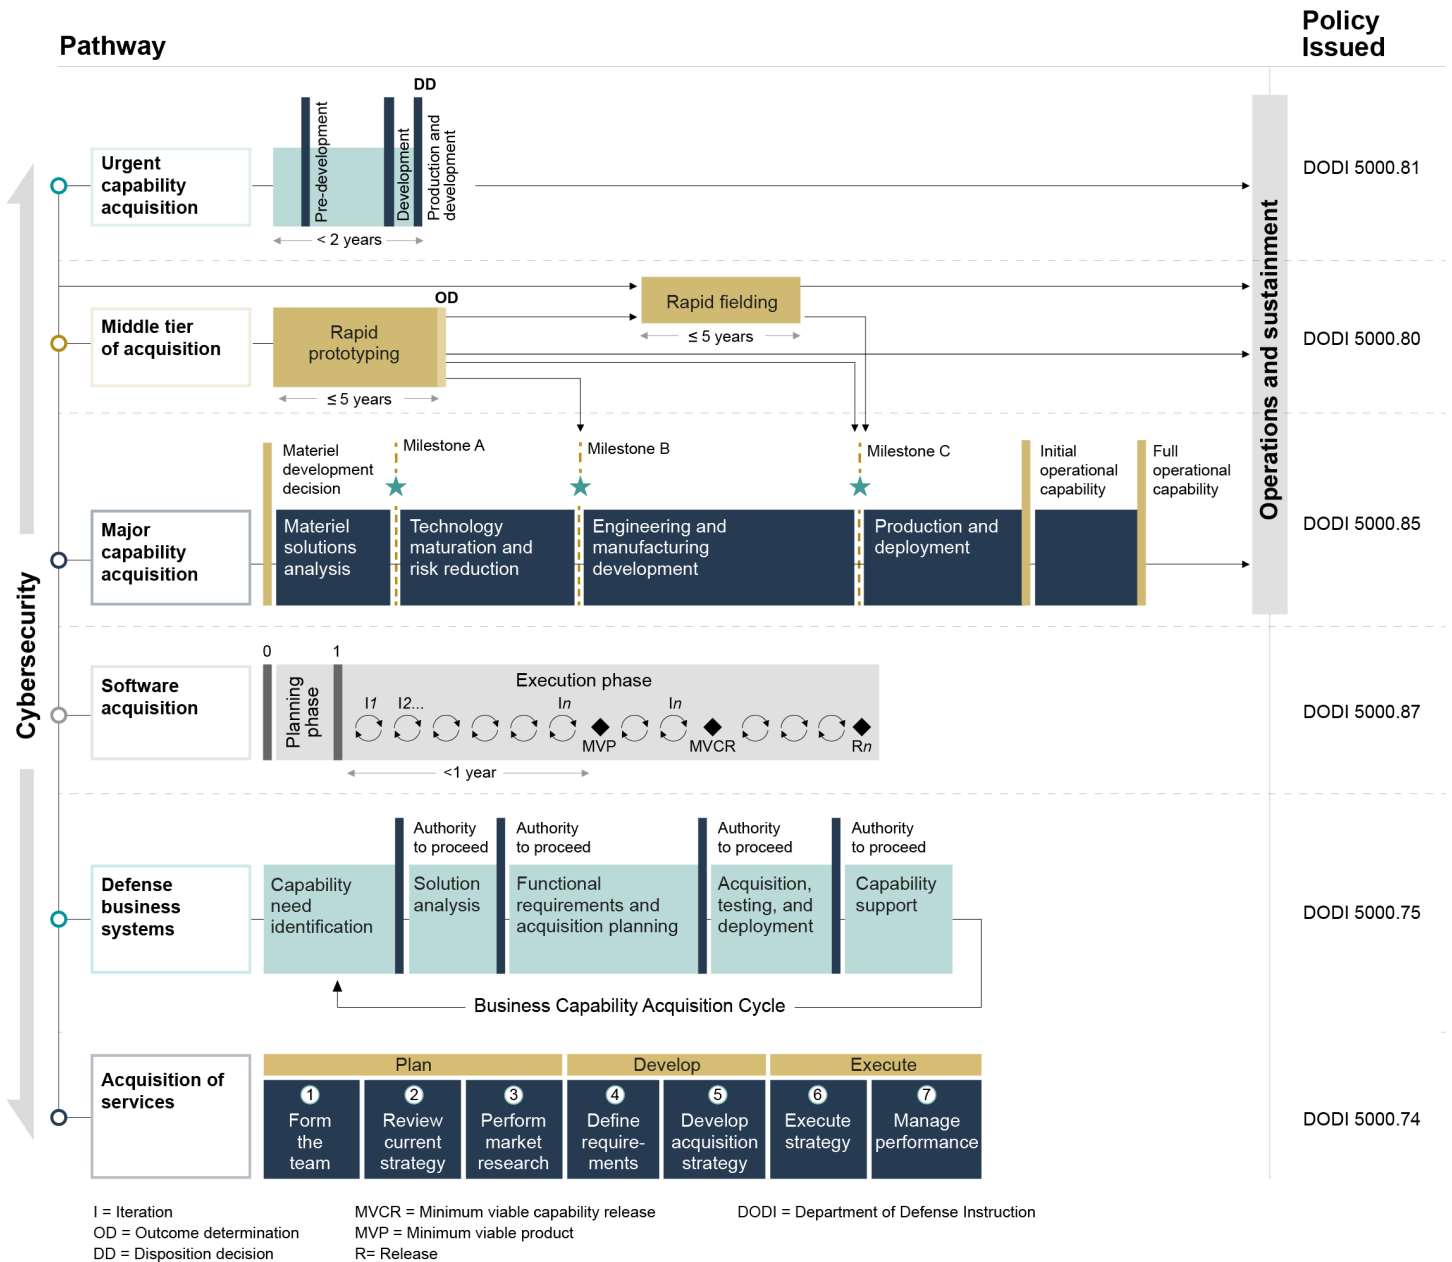 Pathway
Policy
Issued
Cybersecurity
DD
Urgent
capability
acquisition
Pre-development
Development
Production and
development
< 2 years
DODI 5000.81
Operations and sustainment
Middle tier
of acquisition
Rapid
prototyping
OD
≤ 5 years
Rapid fielding
≤ 5 years
DODI 5000.80
Major
capability
acquisition
Materiel
development
decision
Milestone A
Milestone B
Milestone C
Initial
operational
capability
Full
operational
capability
Materiel
solutions
analysis
Technology
maturation and
risk reduction
Engineering and
manufacturing
development
Production and
deployment
DODI 5000.85
Software
acquisition
0
1
Planning
phase
Execution phase
I1
I2...
In
In
MVP
MVCR
Rn
<1 year
DODI 5000.87
Defense
business
systems
Authority
to proceed
Authority
to proceed
Authority
to proceed
Authority
to proceed
Capability
need
identification
Solution
analysis
Functional
requirements and
acquisition planning
Acquisition,
testing, and
deployment
Capability
support
Business Capability Acquisition Cycle
DODI 5000.75
Acquisition of
services
Plan
Develop
Execute
1
Form
the
team
2
Review
current
strategy
3
Perform
market
research
4
Define
require-
ments
5
Develop
acquisition
strategy
6
Execute
strategy
7
Manage
performance
DODI 5000.74
I = Iteration
OD = Outcome determination
DD = Disposition decision
MVCR = Minimum viable capability release
MVP = Minimum viable product
R= Release
DODI = Department of Defense Instruction